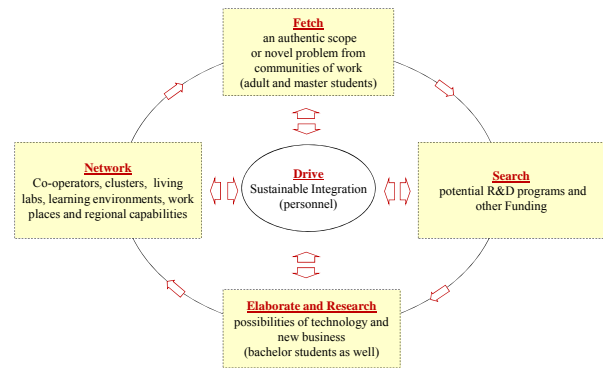 Fetch
an authentic scope
or novel problem from
communities of work
(adult and master students)
Network
Co-operators, clusters, living
labs, learning environments, work
places and regional capabilities
Drive
Sustainable Integration
(personnel)
Search
potential R&D programs and
other Funding
Elaborate and Research
possibilities of technology and
new business
(bachelor students as well)